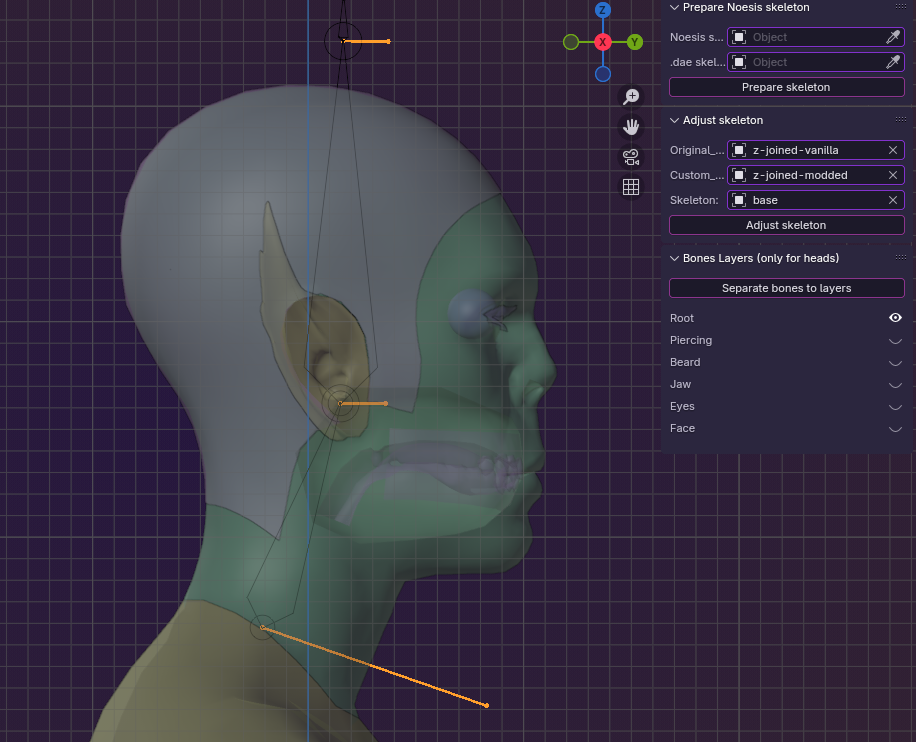 Prepare Noesis skeleton
Noesis s... Object
.dae skel... Object
Prepare skeleton
Adjust skeleton
Original_... z-joined-vanilla
Custom_... z-joined-modded
Skeleton: base
Adjust skeleton
Bones Layers (only for heads)
Separate bones to layers
Root
Piercing
Beard
Jaw
Eyes
Face
Z
X
Y